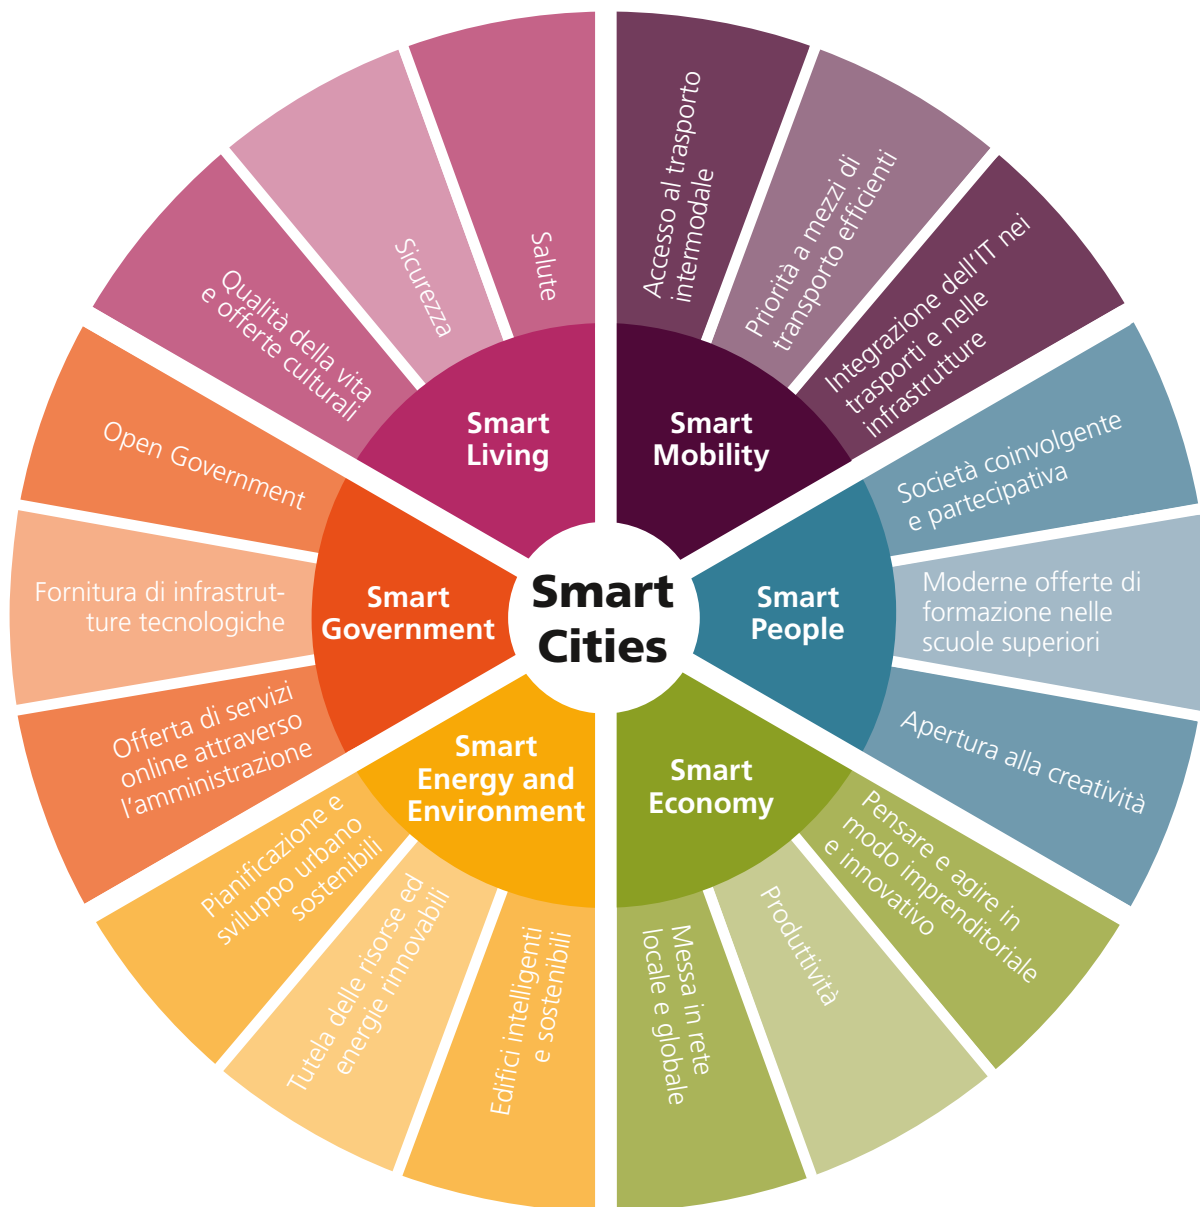 Smart
Cities
Smart
Mobility
Accesso al trasporto
intermodale
Priorità a mezzi di
transporto efficienti
Integrazione dell'IT nei
trasporti e nelle
infrastrutture
Smart
People
Società coinvolgente
e partecipativa
Moderne offerte di
formazione nelle
scuole superiori
Apertura alla creatività
Smart
Economy
Pensare e agire in
modo imprenditoriale
e innovativo
Produttività
Messa in rete
locale e globale
Smart
Energy and
Environment
Edifici intelligenti
e sostenibili
Tutela delle risorse ed
energie rinnovabili
Pianificazione e
sviluppo urbano
sostenibili
Smart
Government
Offerta di servizi
online attraverso
l'amministrazione
Fornitura di infrastrut-
ture tecnologiche
Open Government
Smart
Living
Qualità della vita
e offerte culturali
Sicurezza
Salute